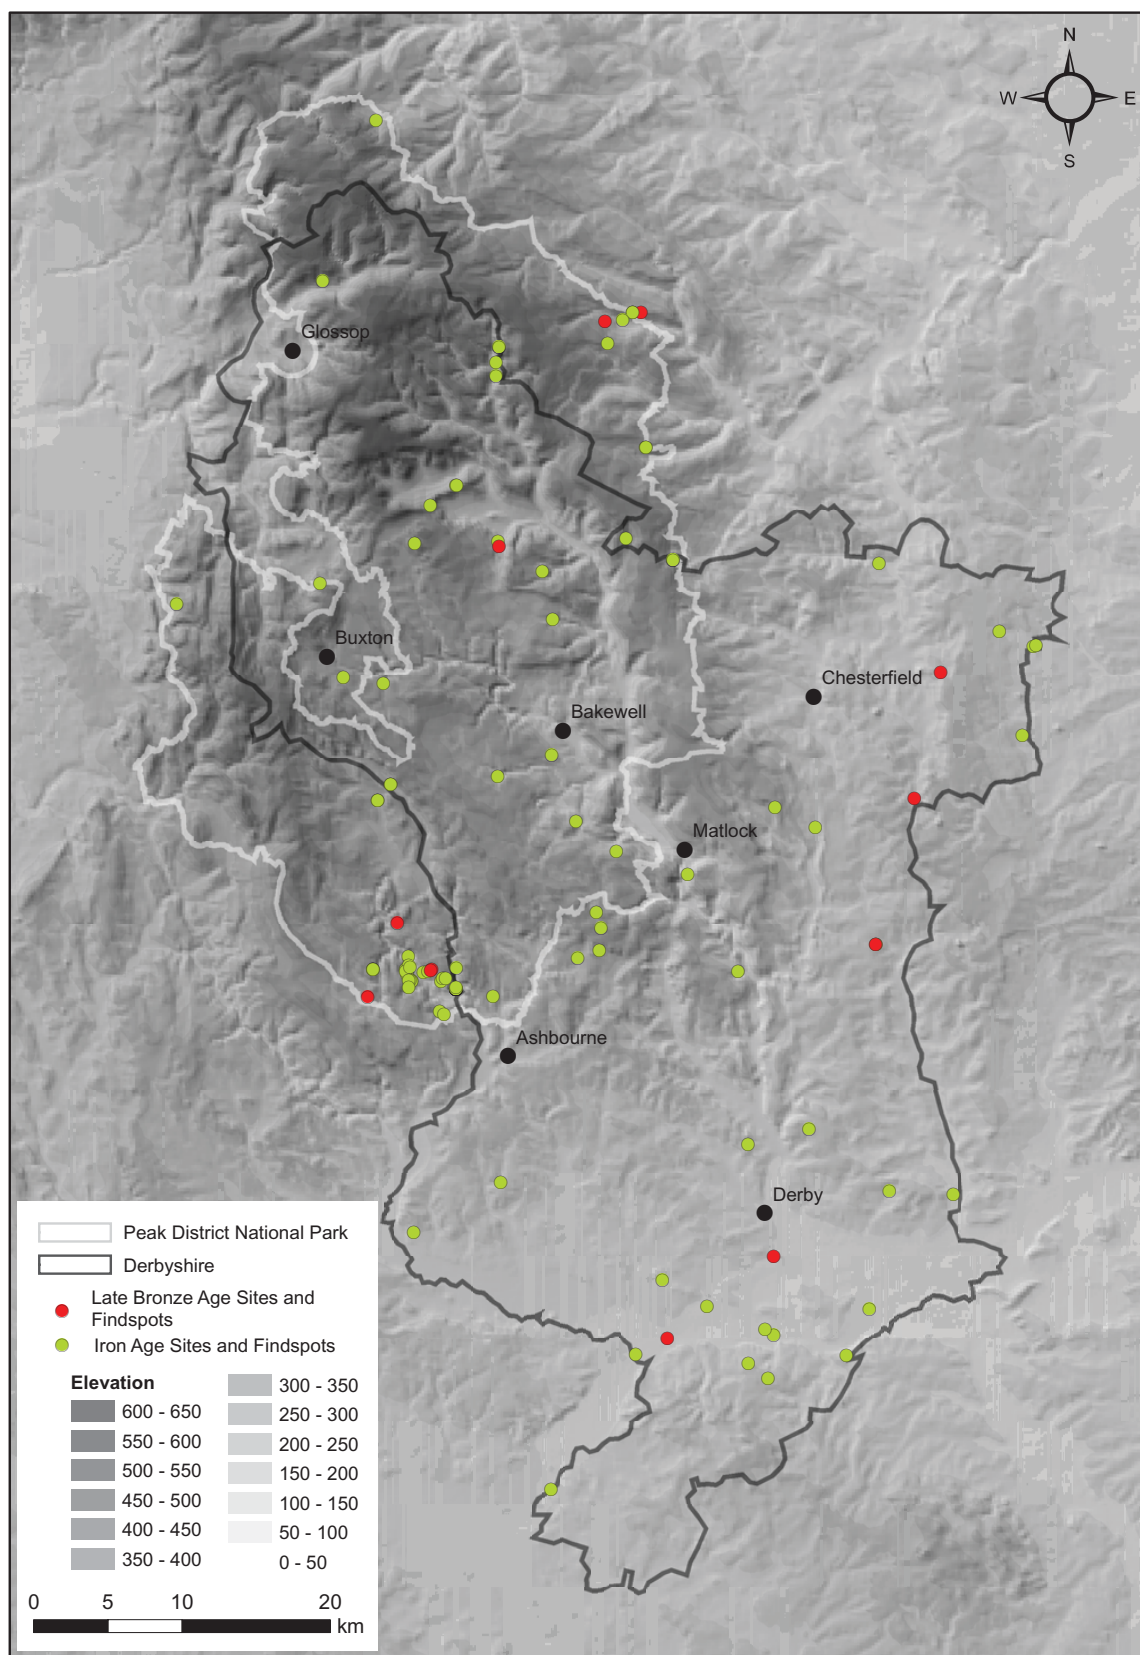 N
W
E
S
Glossop
Buxton
Chesterfield
Bakewell
Matlock
Ashbourne
Derby
Peak District National Park
Derbyshire
Late Bronze Age Sites and
Findspots
Iron Age Sites and Findspots
Elevation
600 - 650
550 - 600
500 - 550
450 - 500
400 - 450
350 - 400
300 - 350
250 - 300
200 - 250
150 - 200
100 - 150
50 - 100
0 - 50
0 5 10 20
km